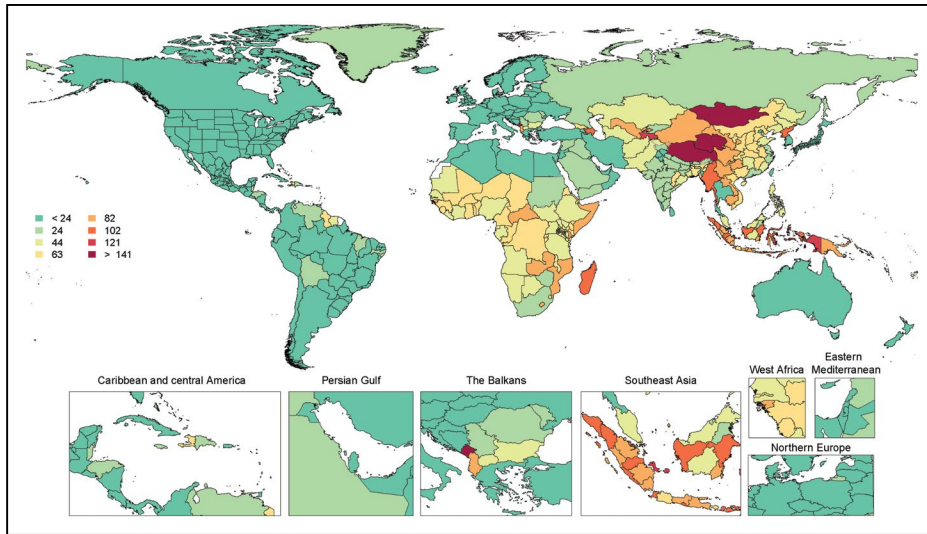 < 24
24
44
63
82
102
121
> 141
Caribbean and central America
Persian Gulf
The Balkans
Southeast Asia
West Africa
Eastern
Mediterranean
Northern Europe